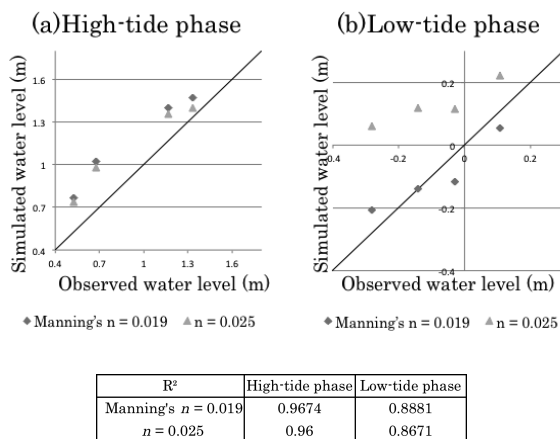 (a)High-tide phase
(b)Low-tide phase
Simulated water level (m)
1.6
1.3
1
0.7
0.4
0.4 0.7 1 1.3 1.6
Observed water level (m)
Manning's n = 0.019 n = 0.025
Simulated water level (m)
0.2
0
-0.2
-0.4
0.4 -0.2 0 0.2
Observed water level (m)
Manning's n = 0.019 n = 0.025
R² High-tide phase Low-tide phase
Manning's n = 0.019 0.9674 0.8881
n = 0.025 0.96 0.8671